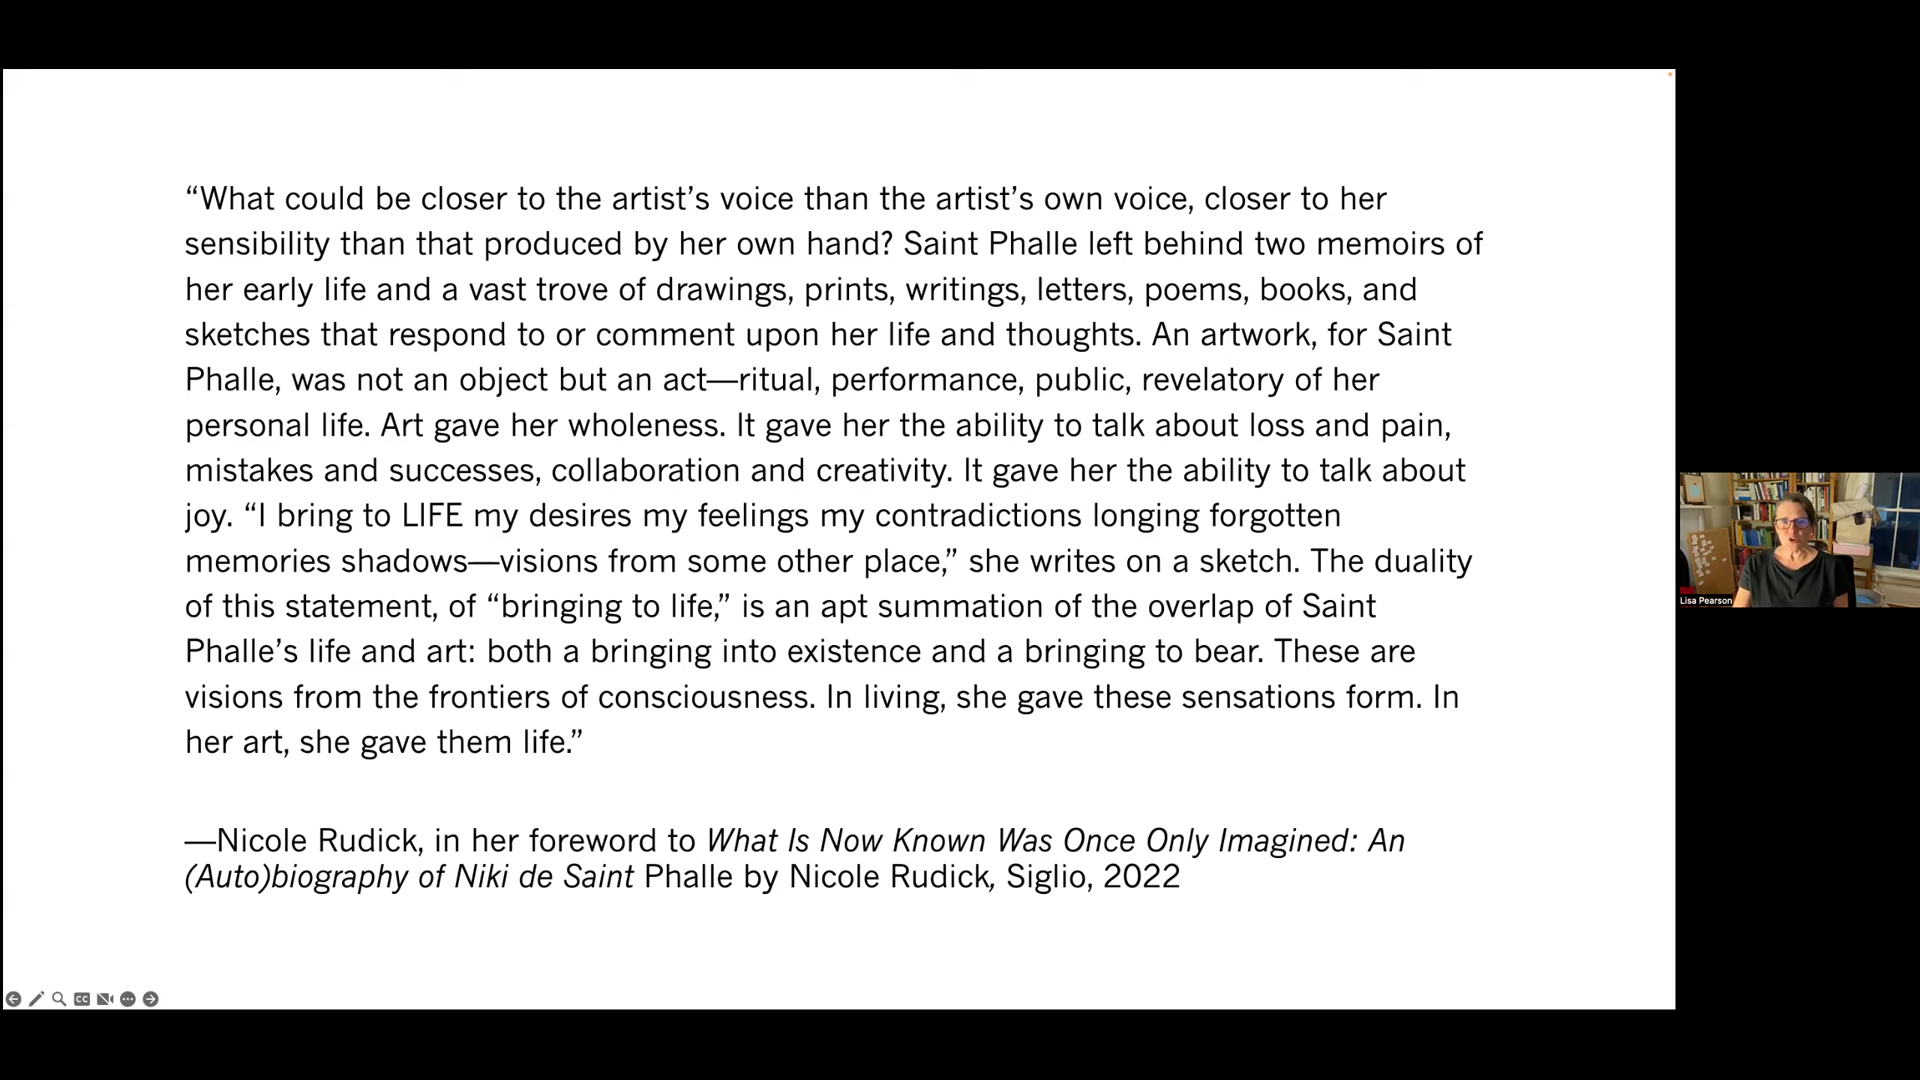 “What could be closer to the artist’s voice than the artist’s own voice, closer to her
sensibility than that produced by her own hand? Saint Phalle left behind two memoirs of
her early life and a vast trove of drawings, prints, writings, letters, poems, books, and
sketches that respond to or comment upon her life and thoughts. An artwork, for Saint
Phalle, was not an object but an act—ritual, performance, public, revelatory of her
personal life. Art gave her wholeness. It gave her the ability to talk about loss and pain,
mistakes and successes, collaboration and creativity. It gave her the ability to talk about
joy. “I bring to LIFE my desires my feelings my contradictions longing forgotten
memories shadows—visions from some other place,” she writes on a sketch. The duality
of this statement, of “bringing to life,” is an apt summation of the overlap of Saint
Phalle’s life and art: both a bringing into existence and a bringing to bear. These are
visions from the frontiers of consciousness. In living, she gave these sensations form. In
her art, she gave them life.”
—Nicole Rudick, in her foreword to What Is Now Known Was Once Only Imagined: An
(Auto)biography of Niki de Saint Phalle by Nicole Rudick, Siglio, 2022
Lisa Pearson
CC